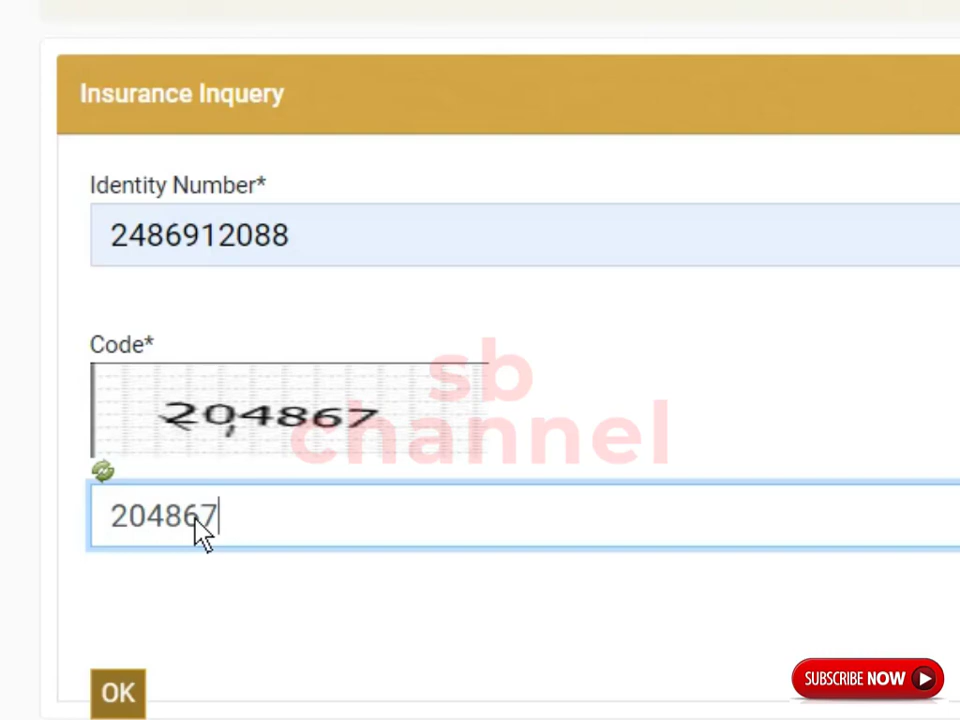 Insurance Inquery
Identity Number*
2486912088
Code*
204867
sb
channel
204867
OK
SUBSCRIBE NOW